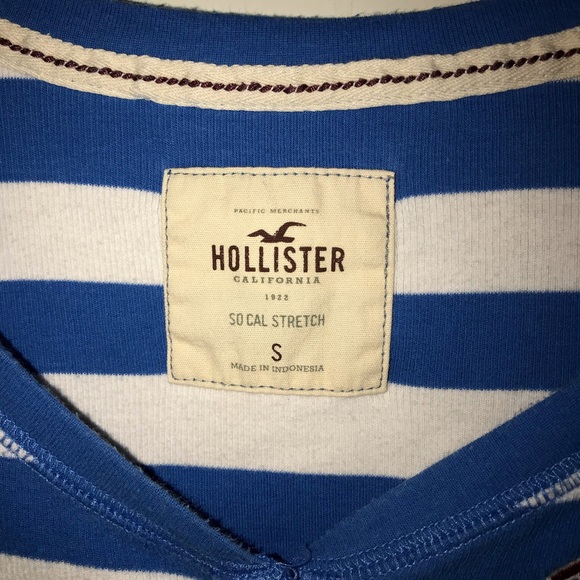 PACIFIC MERCHANTS
HOLLISTER
CALIFORNIA
1922
SO CAL STRETCH
S
MADE IN INDONESIA